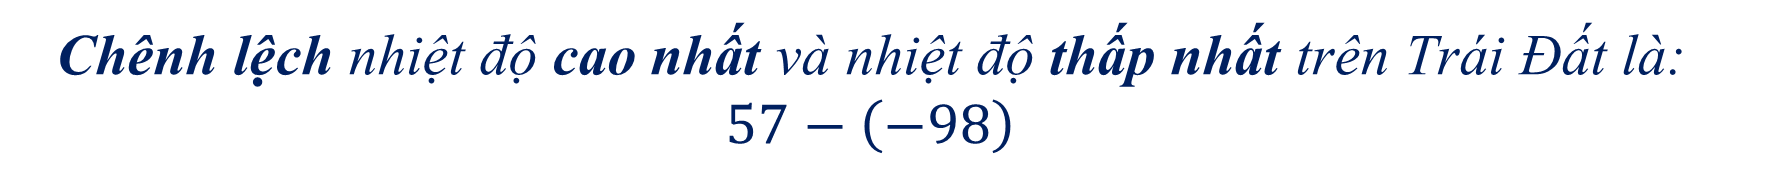 Chênh lệch nhiệt độ cao nhất và nhiệt độ thấp nhất trên Trái Đất là:
57 − (−98)